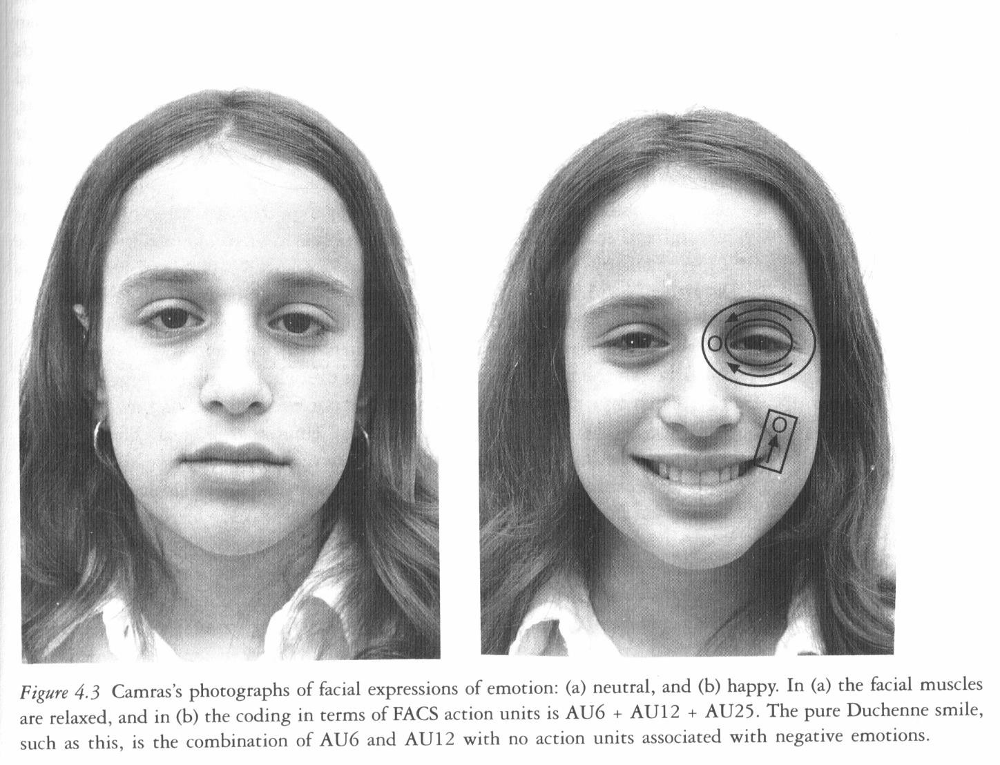 Figure 4.3 Camras's photographs of facial expressions of emotion: (a) neutral, and (b) happy. In (a) the facial muscles
are relaxed, and in (b) the coding in terms of FACS action units is AU6 + AU12 + AU25. The pure Duchenne smile,
such as this, is the combination of AU6 and AU12 with no action units associated with negative emotions.